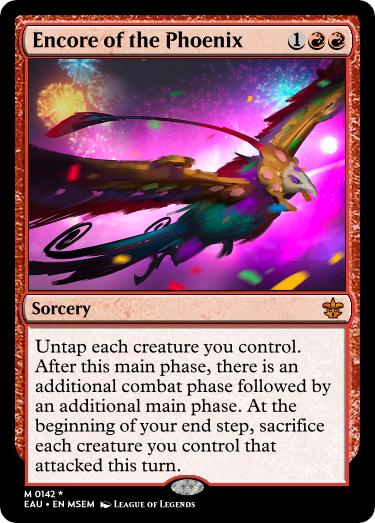 Encore of the Phoenix 1
Sorcery
Untap each creature you control.
After this main phase, there is an
additional combat phase followed by
an additional main phase. At the
beginning of your end step, sacrifice
each creature you control that
attacked this turn.
M 0142 *
EAU • EN MSEM League of Legends